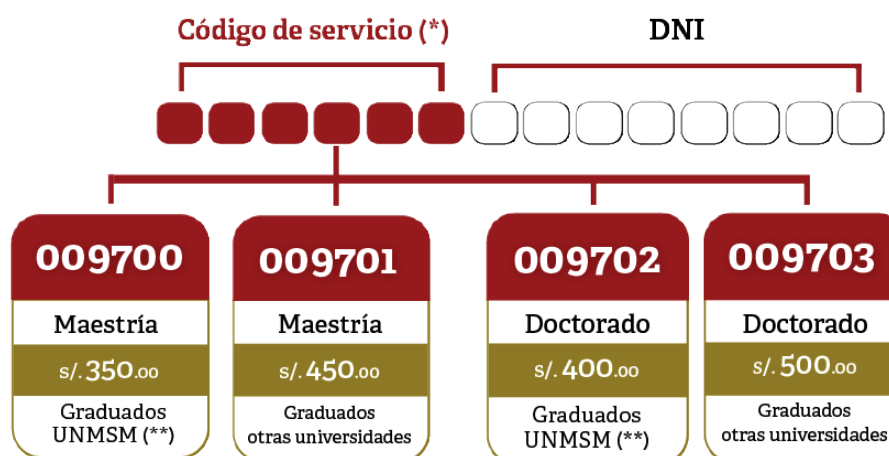 Código de servicio (*)
DNI
009700
Maestría
s/.350.00
Graduados
UNMSM (**)
009701
Maestría
s/.450.00
Graduados
otras universidades
009702
Doctorado
s/.400.00
Graduados
UNMSM (**)
009703
Doctorado
s/.500.00
Graduados
otras universidades